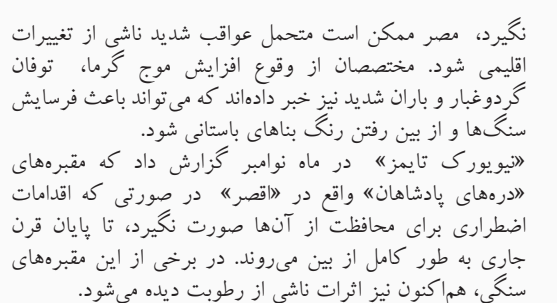 نگیرد، مصر ممکن است متحمل عواقب شدید ناشی از تغییرات
اقلیمی شود. مختصصان از وقوع افزایش موج گرما، توفان
گردوغبار و باران شدید نیز خبر داده‌اند که می‌تواند باعث فرسایش
سنگ‌ها و از بین رفتن رنگ بناهای باستانی شود.
«نیویورک تایمز» در ماه نوامبر گزارش داد که مقبره‌های
«دره‌های پادشاهان» واقع در «اقصر» در صورتی که اقدامات
اضطراری برای محافظت از آن‌ها صورت نگیرد، تا پایان قرن
جاری به طور کامل از بین می‌روند. در برخی از این مقبره‌های
سنگی، هم‌اکنون نیز اثرات ناشی از رطوبت دیده می‌شود.